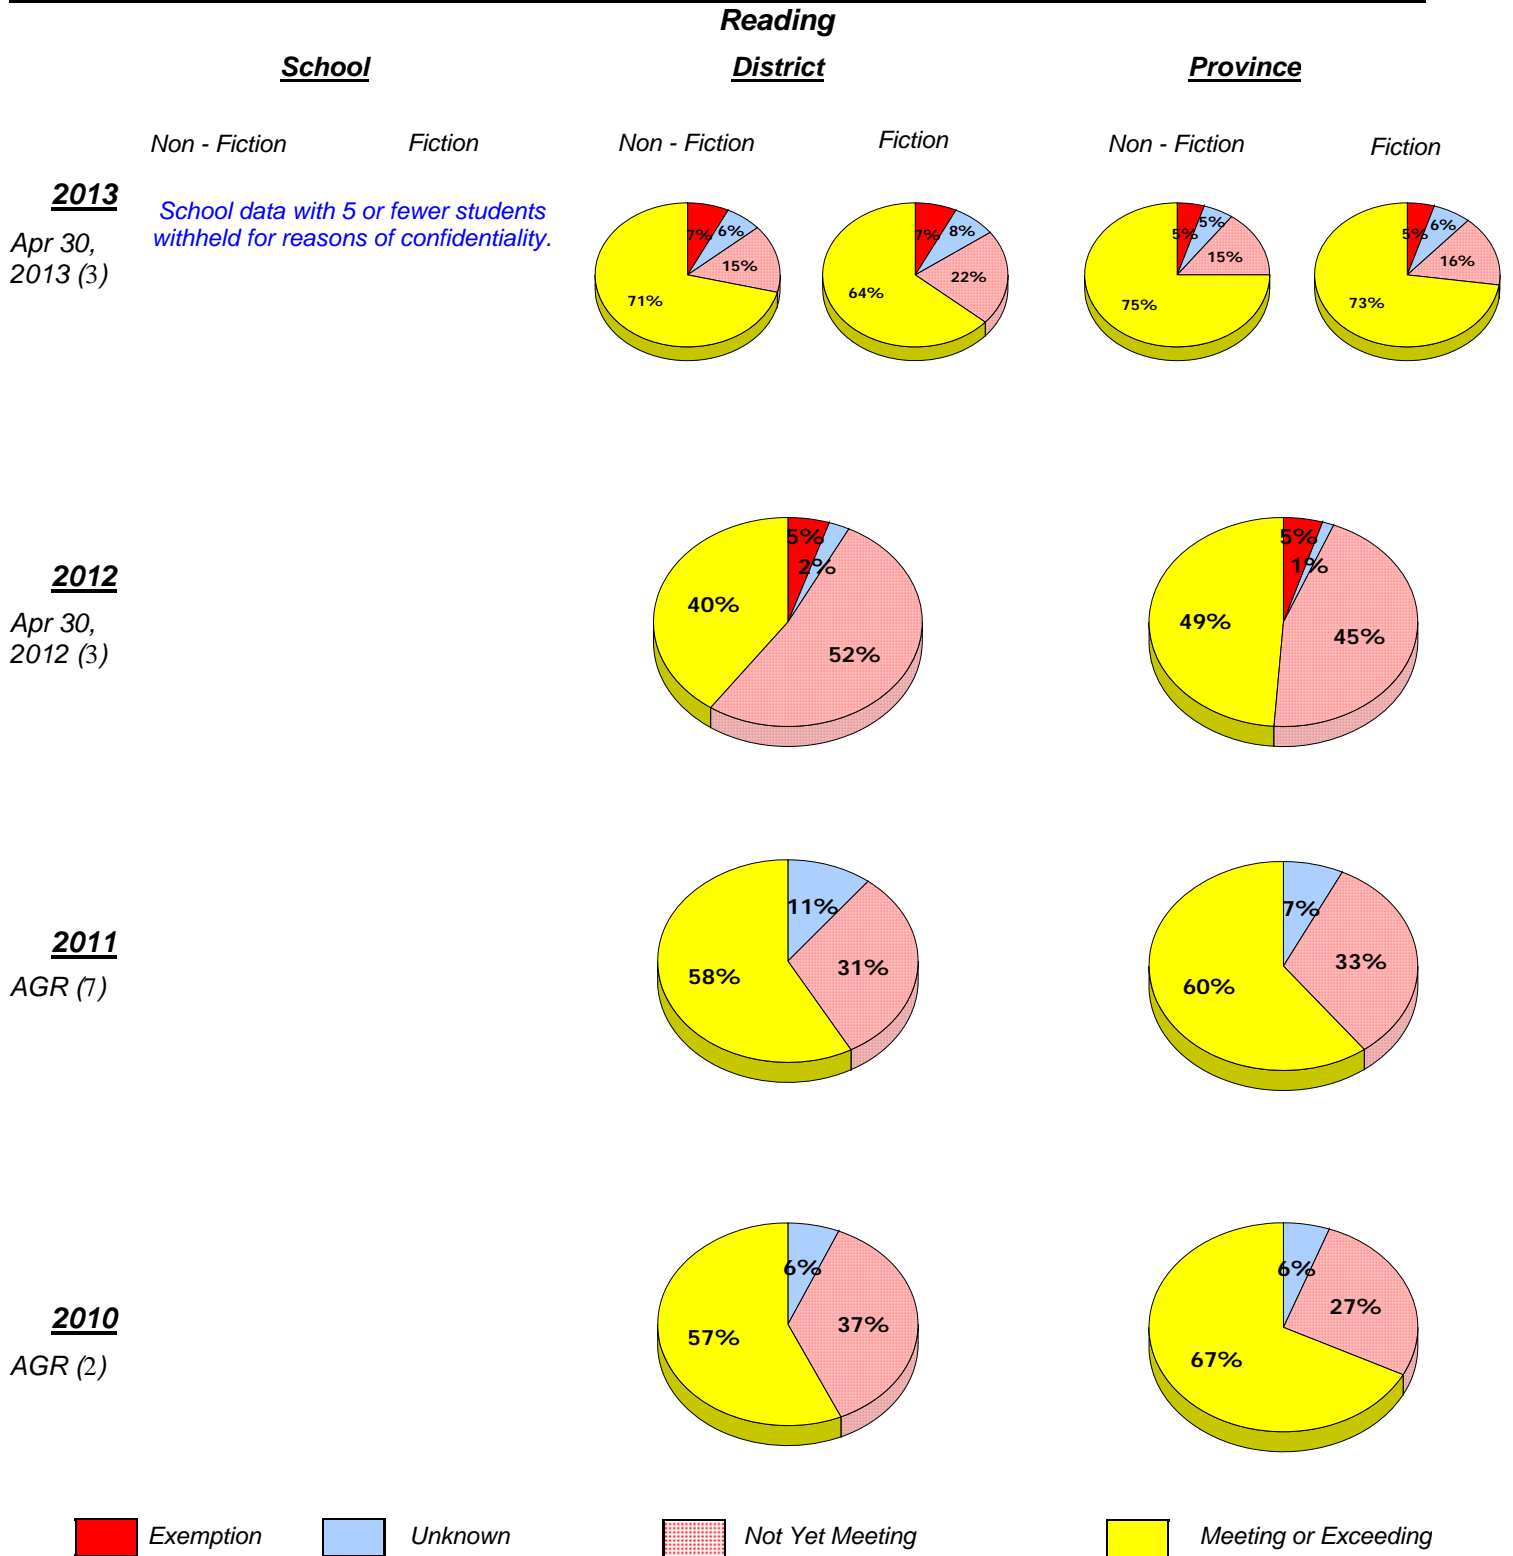 Reading
School
District
Province
Non - Fiction
Fiction
Non - Fiction
Fiction
Non - Fiction
Fiction
2013
Apr 30,
2013 (3)
School data with 5 or fewer students
withheld for reasons of confidentiality.
7%
6%
15%
71%
7%
8%
22%
64%
5%
5%
15%
75%
5%
6%
16%
73%
2012
Apr 30,
2012 (3)
5%
2%
40%
52%
5%
1%
49%
45%
2011
AGR (7)
11%
31%
58%
7%
33%
60%
2010
AGR (2)
6%
37%
57%
6%
27%
67%
Exemption
Unknown
Not Yet Meeting
Meeting or Exceeding